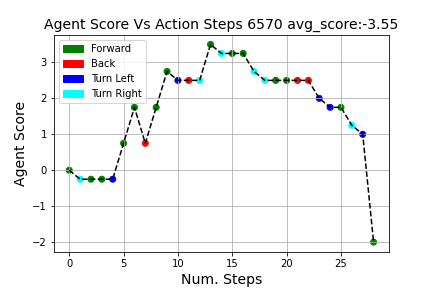 Agent Score Vs Action Steps 6570 avg_score:-3.55
Forward
Back
Turn Left
Turn Right
Agent Score
3
2
1
0
−1
−2
0 5 10 15 20 25
Num. Steps